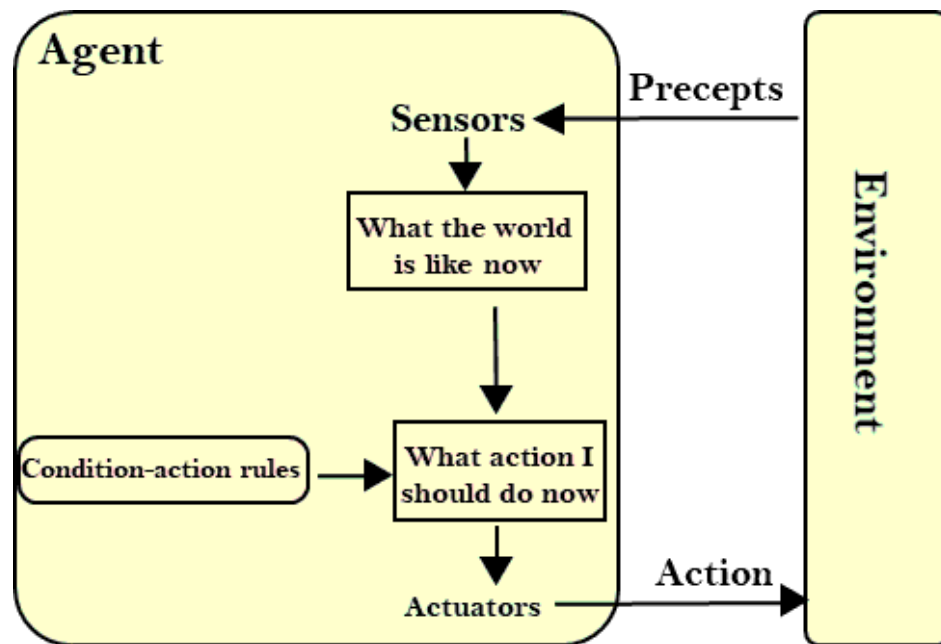 Agent
Precepts
Sensors
What the world
is like now
Environment
Condition-action rules
What action I
should do now
Action
Actuators